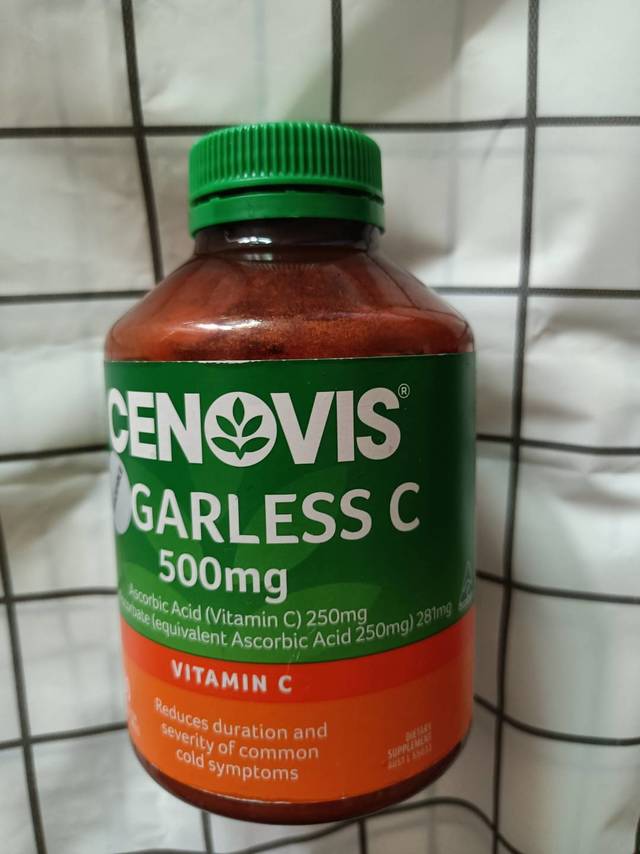 CENOVIS®
GARLESS C
500mg
Ascorbic Acid (Vitamin C) 250mg
(equivalent Ascorbic Acid 250mg) 281mg
VITAMIN C
Reduces duration and
severity of common
cold symptoms
DIETARY
SUPPLEMENT
AUST L